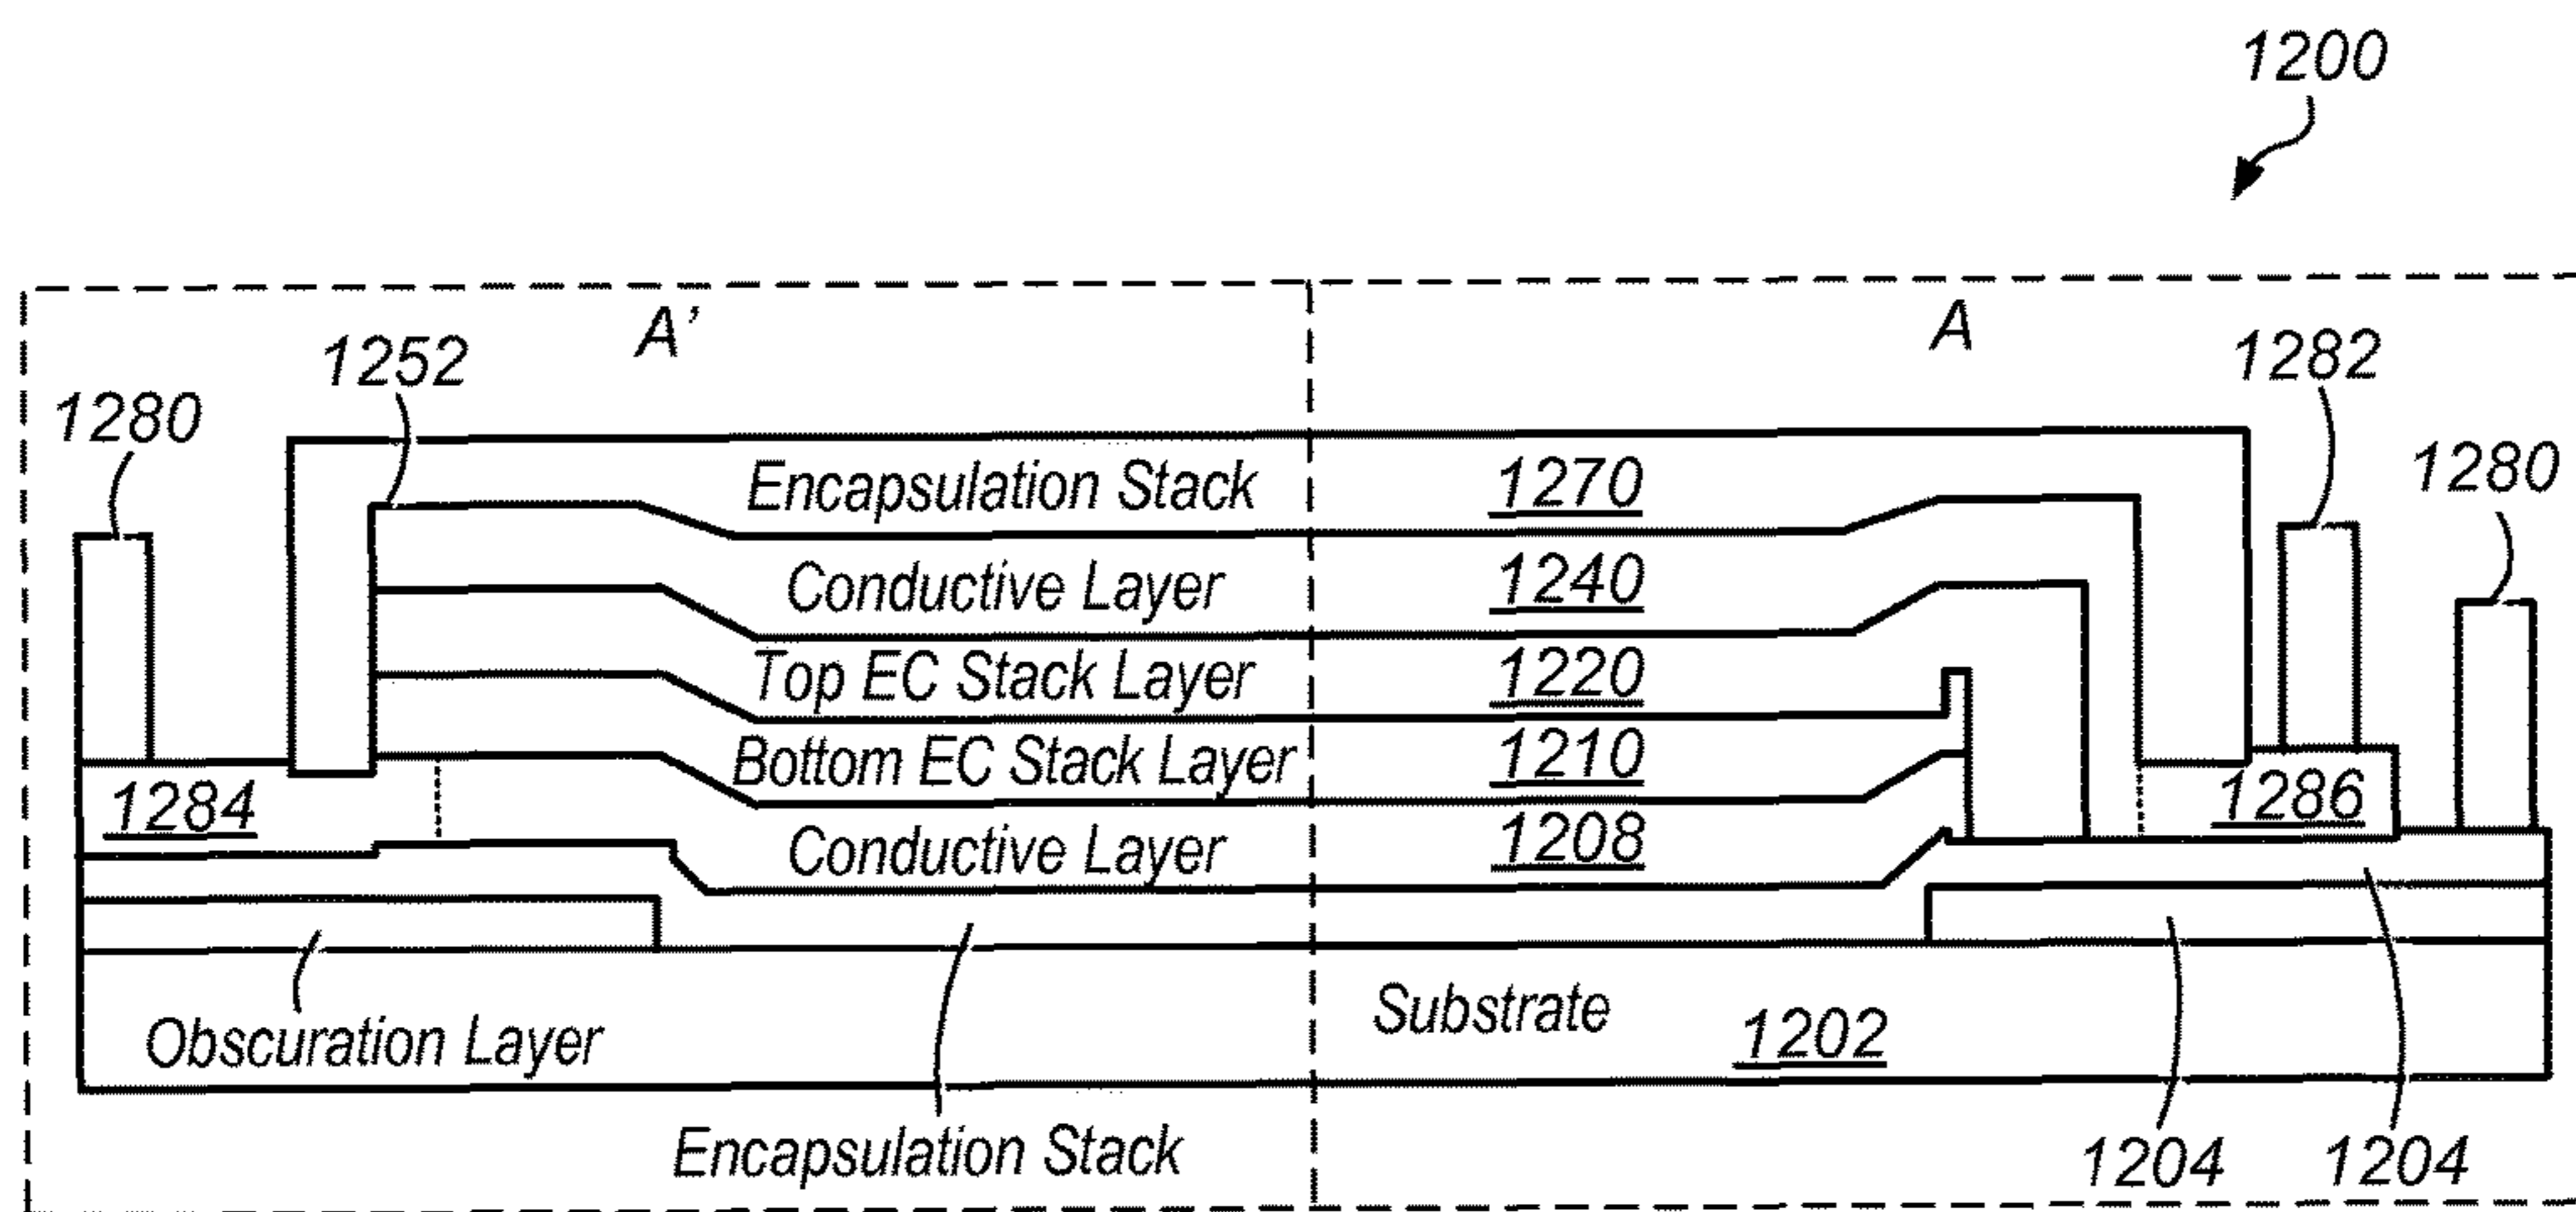 1200
A’
A
1252
1282
1280
1280
Encapsulation Stack 1270
Conductive Layer 1240
Top EC Stack Layer 1220
Bottom EC Stack Layer 1210
1284
1286
Conductive Layer 1208
Substrate 1202
Obscuration Layer
Encapsulation Stack
1204
1204